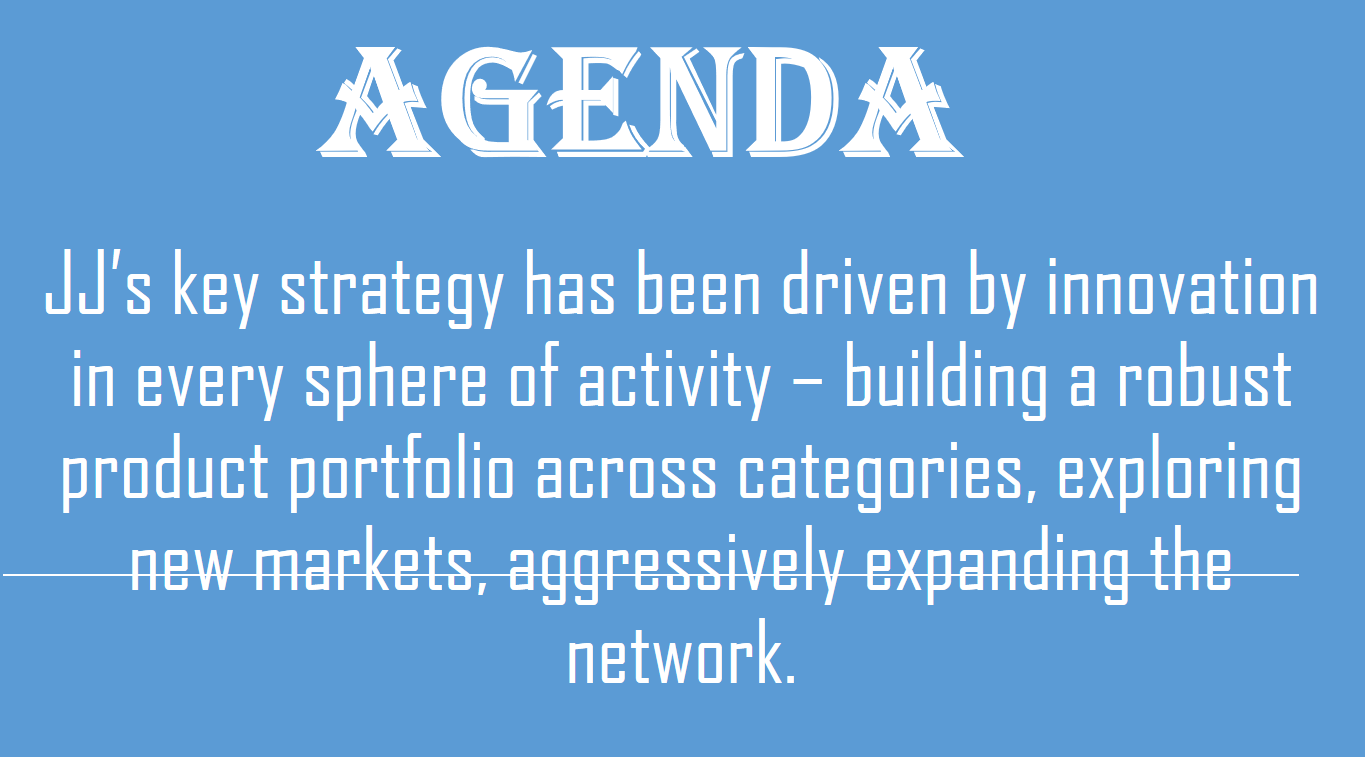 AGENDA
JJ’s key strategy has been driven by innovation
in every sphere of activity – building a robust
product portfolio across categories, exploring
new markets, aggressively expanding the
network.